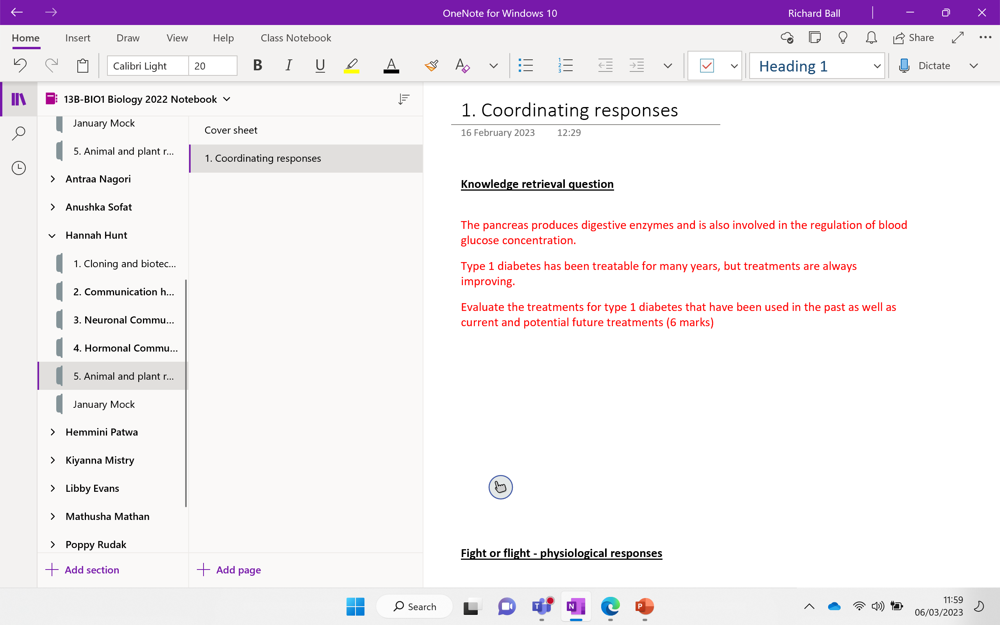 OneNote for Windows 10
Richard Ball
Home
Insert
Draw
View
Help
Class Notebook
Share
Calibri Light
20
B
I
U
A
A
1
2
3
Heading 1
Dictate
13B-BIO1 Biology 2022 Notebook
January Mock
5. Animal and plant r...
Antraa Nagori
Anushka Sofat
Hannah Hunt
1. Cloning and biotec...
2. Communication h...
3. Neuronal Commu...
4. Hormonal Commu...
5. Animal and plant r...
January Mock
Hemmini Patwa
Kiyanna Mistry
Libby Evans
Mathusha Mathan
Poppy Rudak
Add section
Cover sheet
1. Coordinating responses
Add page
1. Coordinating responses
16 February 2023
12:29
Knowledge retrieval question
The pancreas produces digestive enzymes and is also involved in the regulation of blood
glucose concentration.
Type 1 diabetes has been treatable for many years, but treatments are always
improving.
Evaluate the treatments for type 1 diabetes that have been used in the past as well as
current and potential future treatments (6 marks)
Fight or flight - physiological responses
Search
T
N
P
11:59
06/03/2023